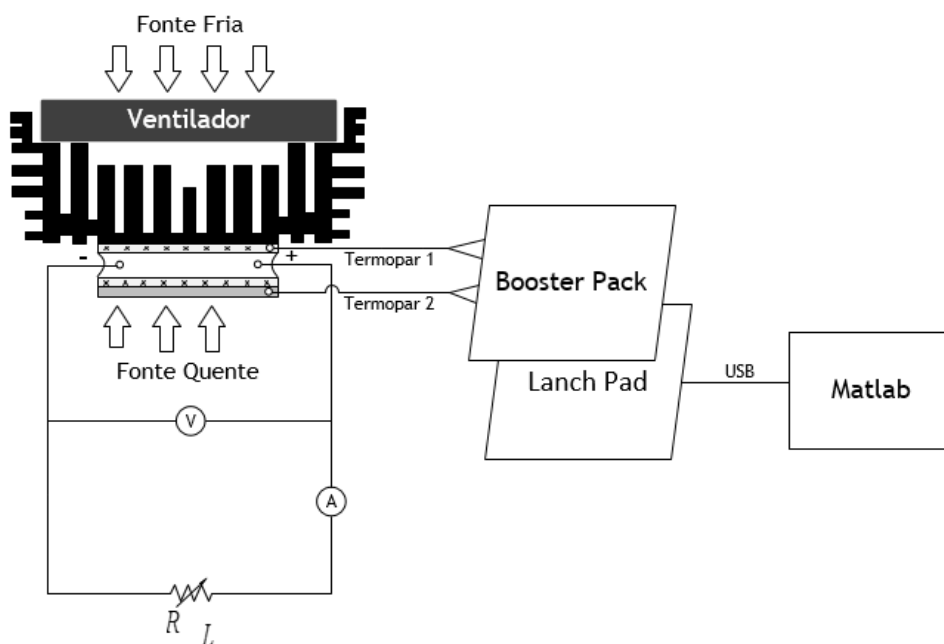 Fonte Fria
Ventilador
-
+
Termopar 1
Termopar 2
Booster Pack
Lanch Pad
USB
Matlab
Fonte Quente
V
A
R L